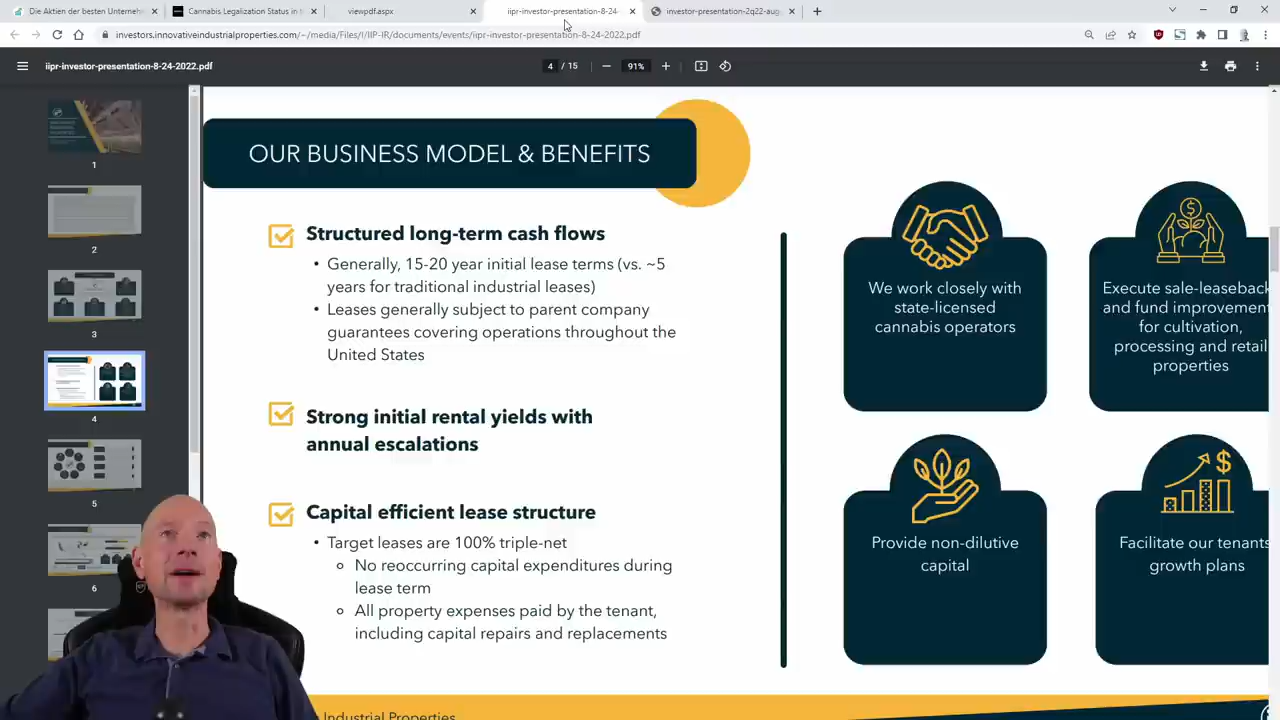 Die Aktien der besten Unterneh
Cannabis Legalization Status in t
viewpdf.aspx
iipr-investor-presentation-8-24-
investor-presentation-2q22-aug
investors.innovativeindustrialproperties.com/~/media/Files/I/IIP-IR/documents/events/iipr-investor-presentation-8-24-2022.pdf
iipr-investor-presentation-8-24-2022.pdf
4 / 15
91%
1
2
3
4
5
6
OUR BUSINESS MODEL & BENEFITS
Structured long-term cash flows
• Generally, 15-20 year initial lease terms (vs. ~5
years for traditional industrial leases)
• Leases generally subject to parent company
guarantees covering operations throughout the
United States
Strong initial rental yields with
annual escalations
Capital efficient lease structure
• Target leases are 100% triple-net
No reoccurring capital expenditures during
lease term
All property expenses paid by the tenant,
including capital repairs and replacements
We work closely with
state-licensed
cannabis operators
Execute sale-leaseback
and fund improvement
for cultivation,
processing and retail
properties
Provide non-dilutive
capital
Facilitate our tenants
growth plans
Industrial Properties